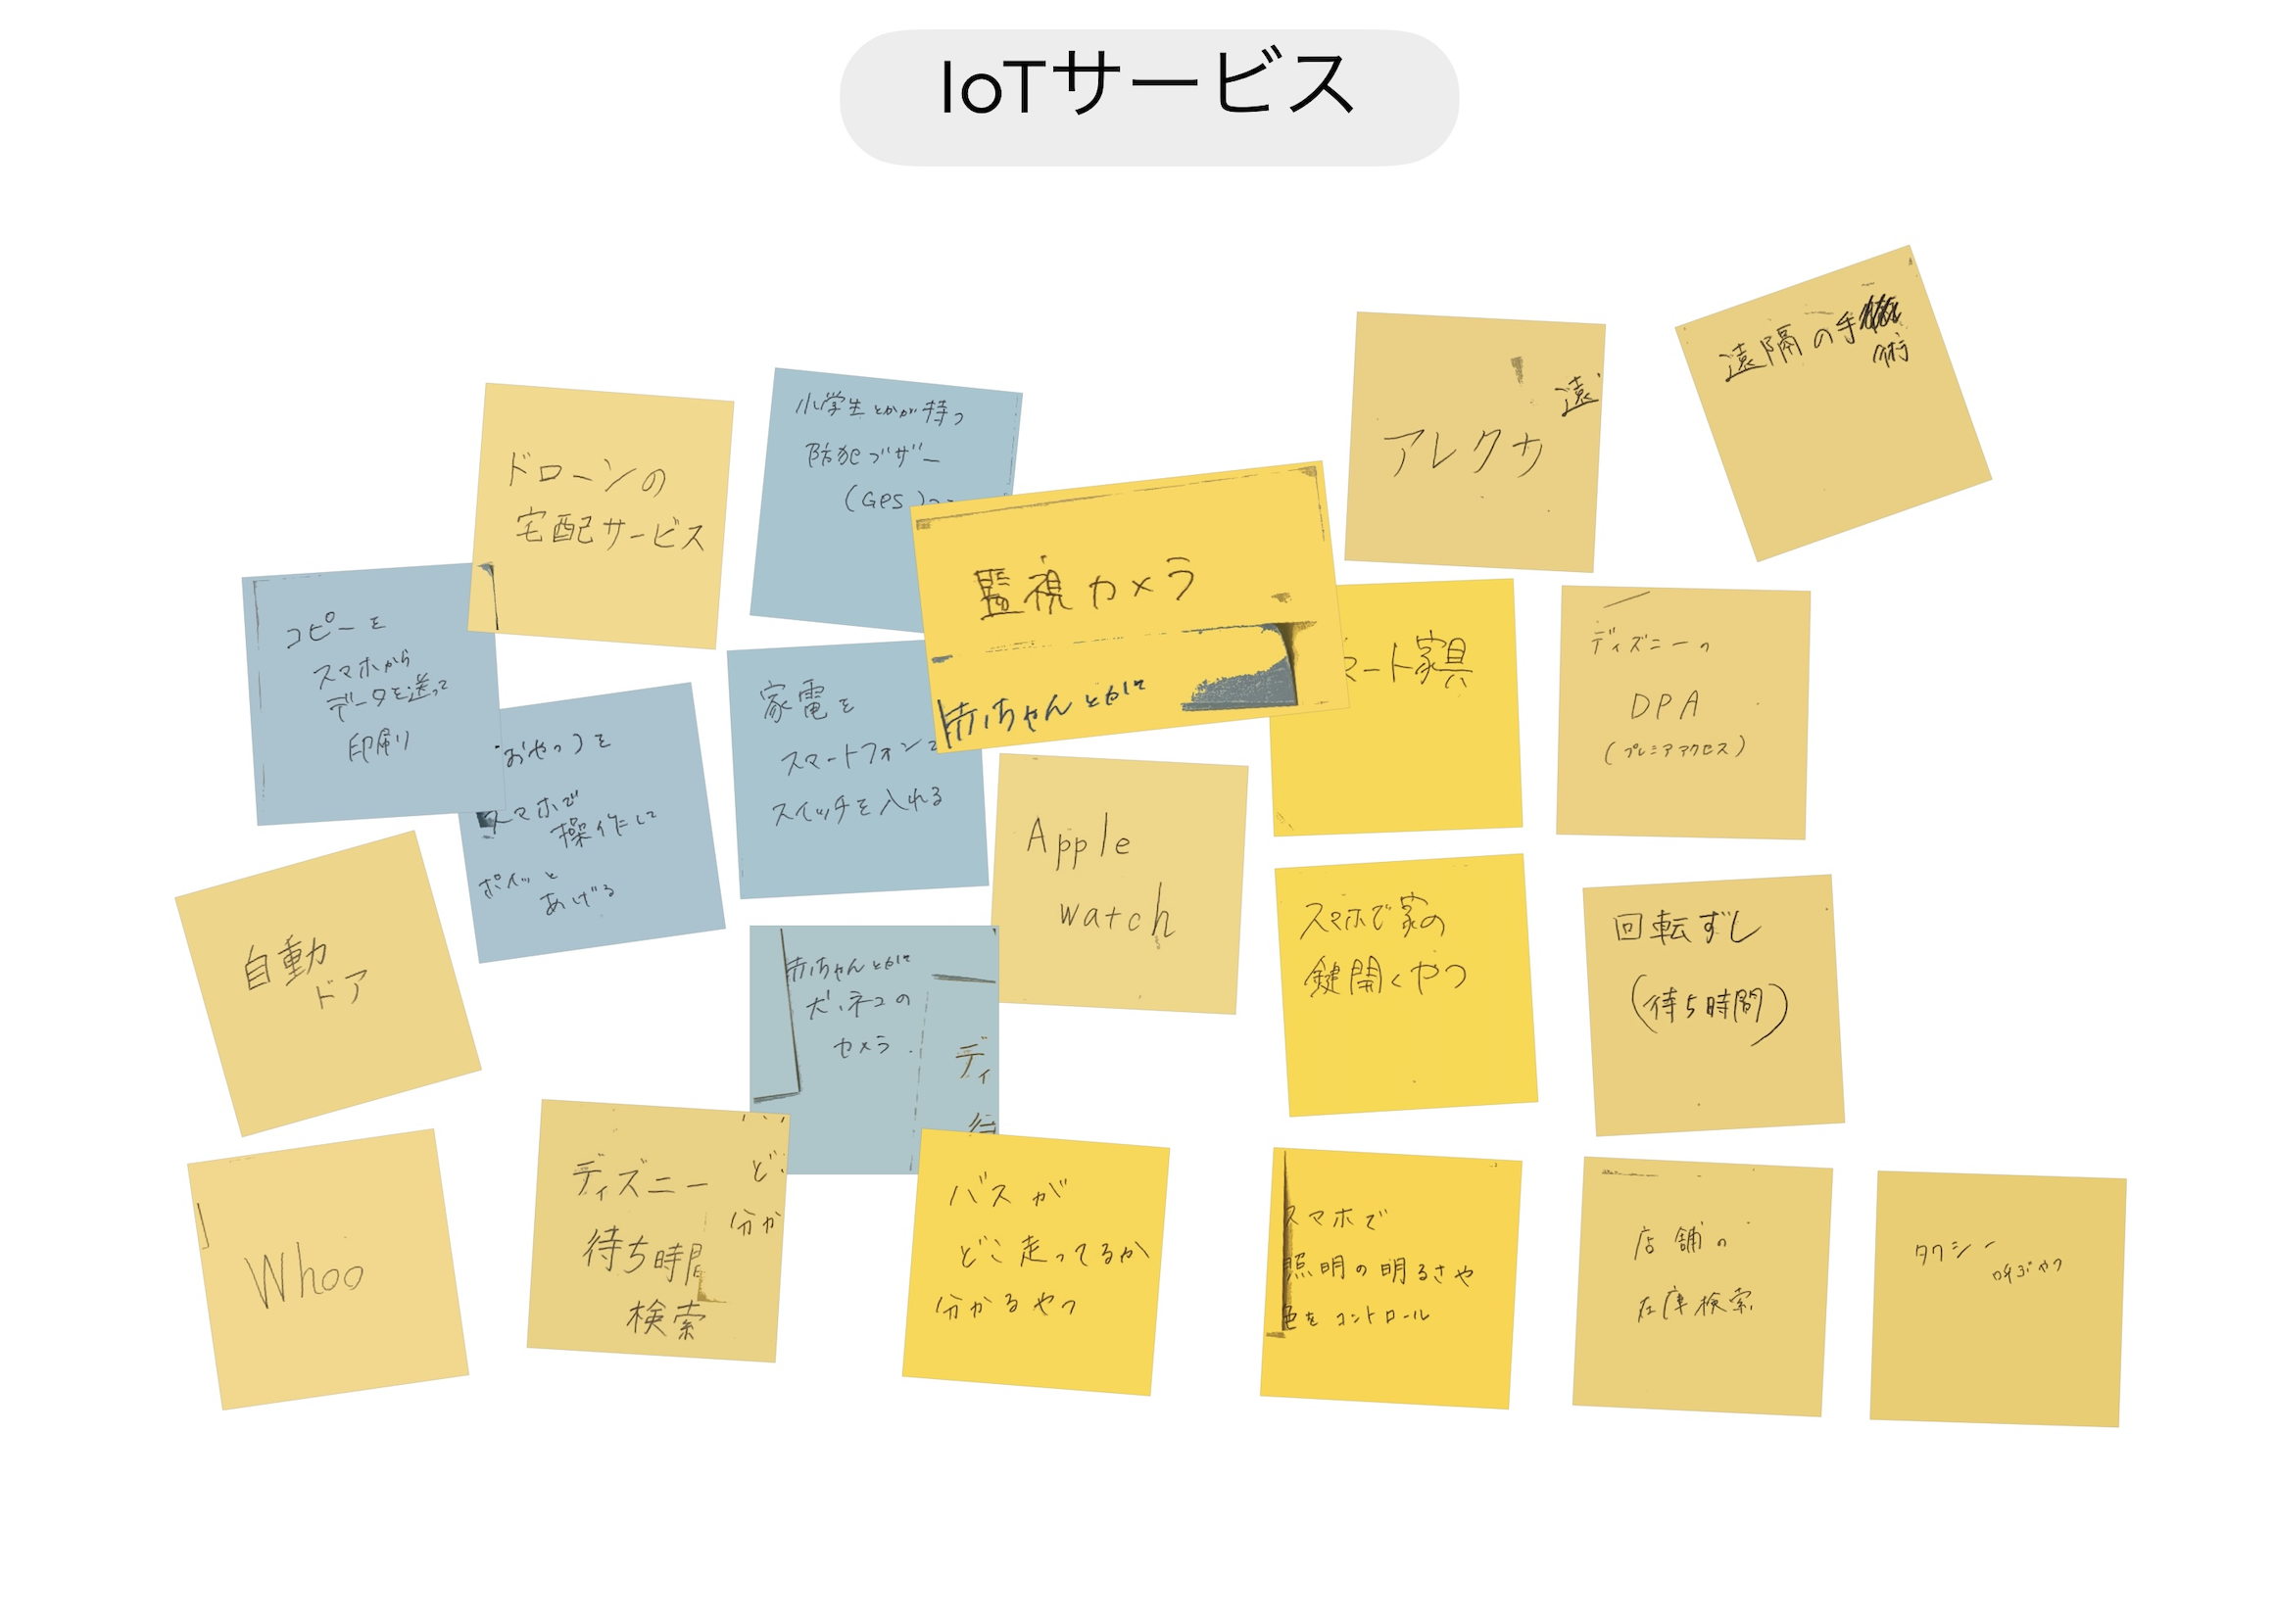 IoTサービス
遠隔の手
術
遠
アレクサ
ドローンの
宅配サービス
小学生とかが持つ
防犯ブザー
(GPS)
監視カメラ
赤ちゃんとかに
コピーを
スマホから
データを送って
印刷
おやつを
スマホで
操作して
ポイッと
あげる
家電を
スマートフォンで
スイッチを入れる
マート家具
ディズニーの
DPA
(プレミアアクセス)
Apple
watch
自動
ドア
赤ちゃんとかに
犬、ネコの
カメラ
ディ
待
スマホで家の
鍵開くやつ
回転ずし
(待ち時間)
Whoo
ディズニー
待ち時間
検索
ど
分か
バスが
どこ走ってるか
分かるやつ
スマホで
照明の明るさや
色をコントロール
店舗の
在庫検索
タクシー
呼ぶやつ